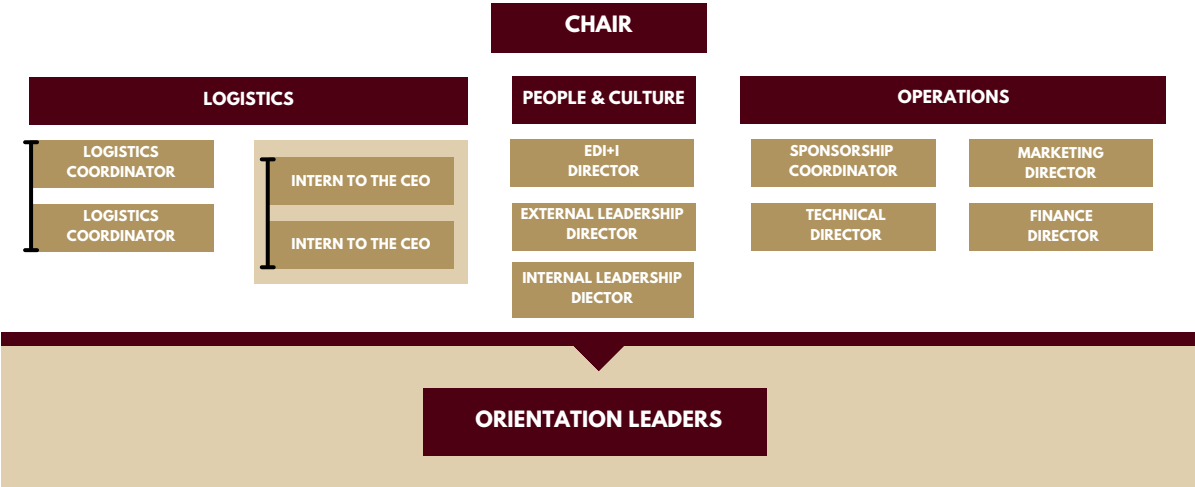 CHAIR
LOGISTICS
PEOPLE & CULTURE
OPERATIONS
LOGISTICS
COORDINATOR
LOGISTICS
COORDINATOR
INTERN TO THE CEO
INTERN TO THE CEO
EDI+I
DIRECTOR
EXTERNAL LEADERSHIP
DIRECTOR
INTERNAL LEADERSHIP
DIECTOR
SPONSORSHIP
COORDINATOR
MARKETING
DIRECTOR
TECHNICAL
DIRECTOR
FINANCE
DIRECTOR
ORIENTATION LEADERS